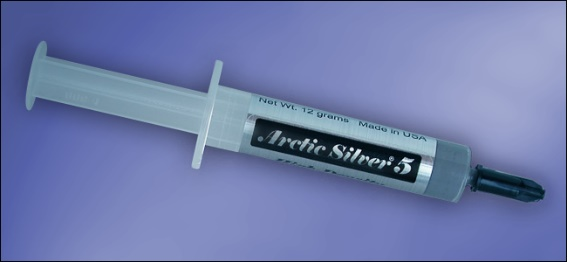 Net Wt. 12 grams Made in USA
Arctic Silver® 5